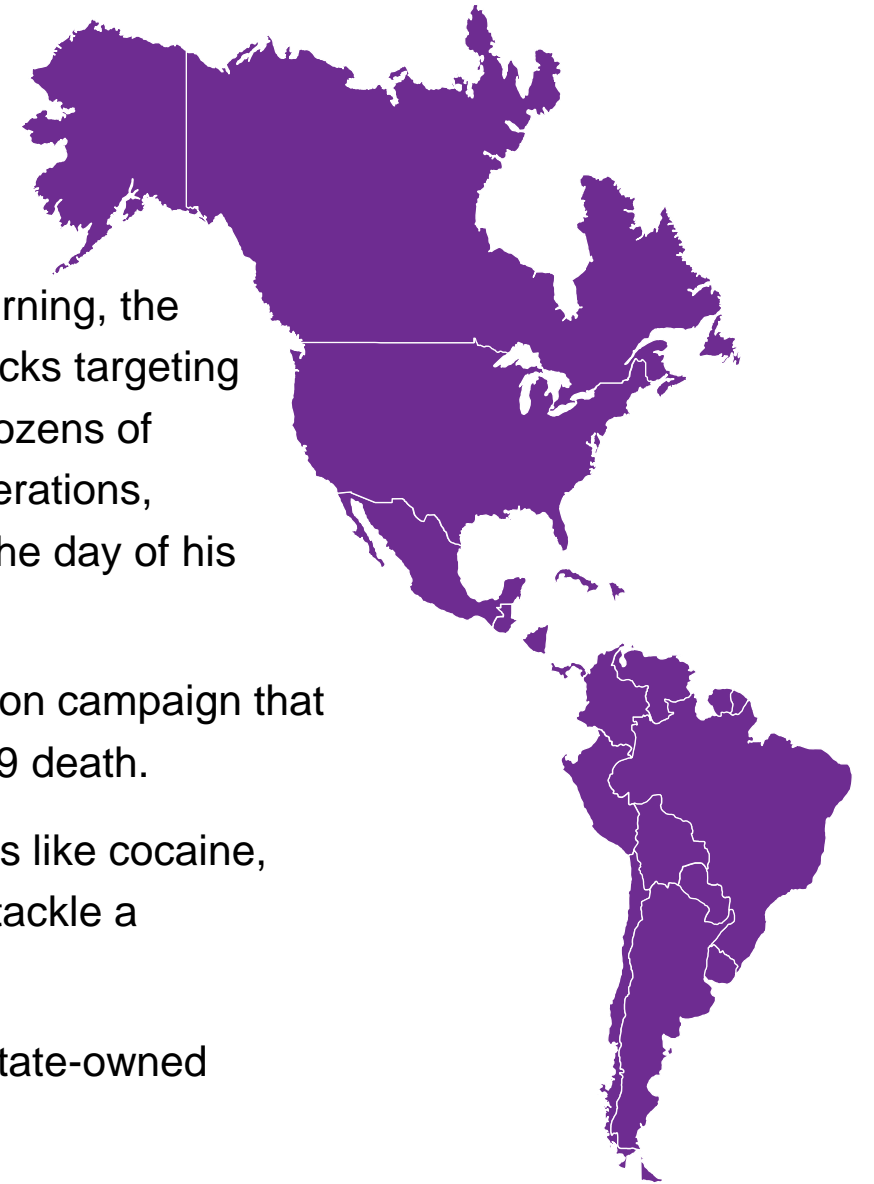 rning, the
cks targeting
ozens of
erations,
he day of his
on campaign that
9 death.
s like cocaine,
tackle a
tate-owned